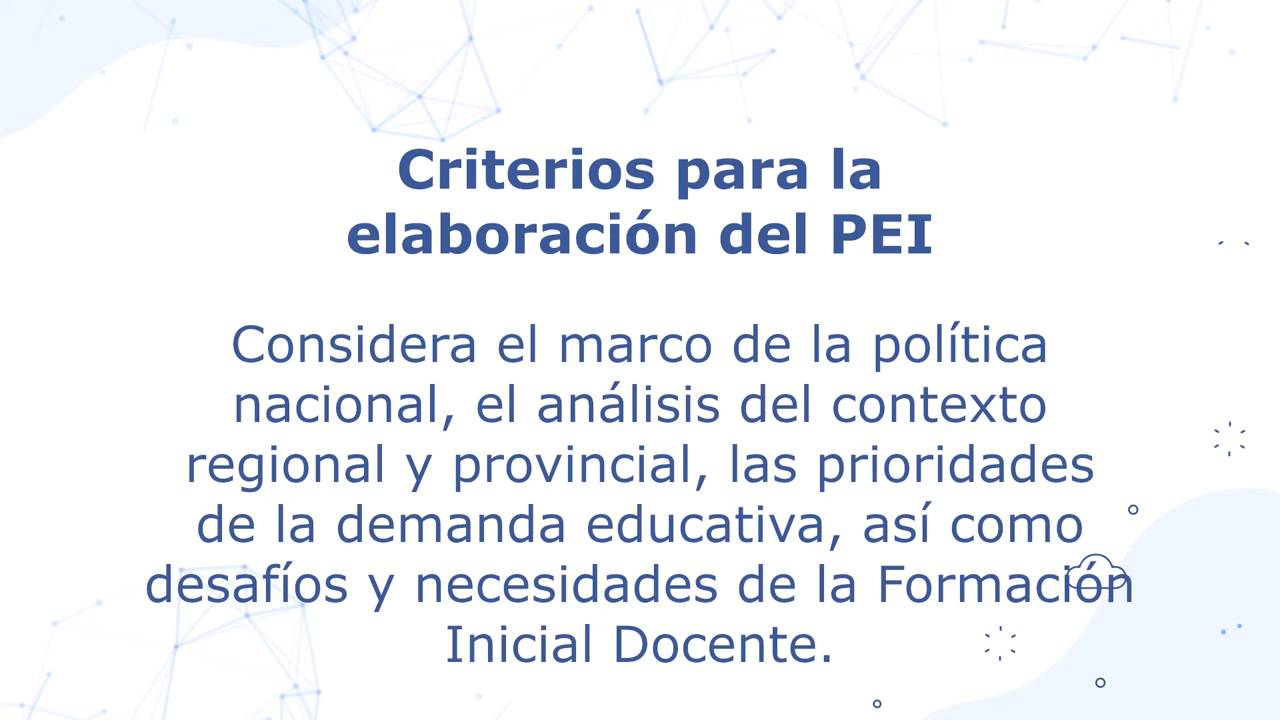 Criterios para la
elaboración del PEI
Considera el marco de la política
nacional, el análisis del contexto
regional y provincial, las prioridades
de la demanda educativa, así como
desafíos y necesidades de la Formación
Inicial Docente.